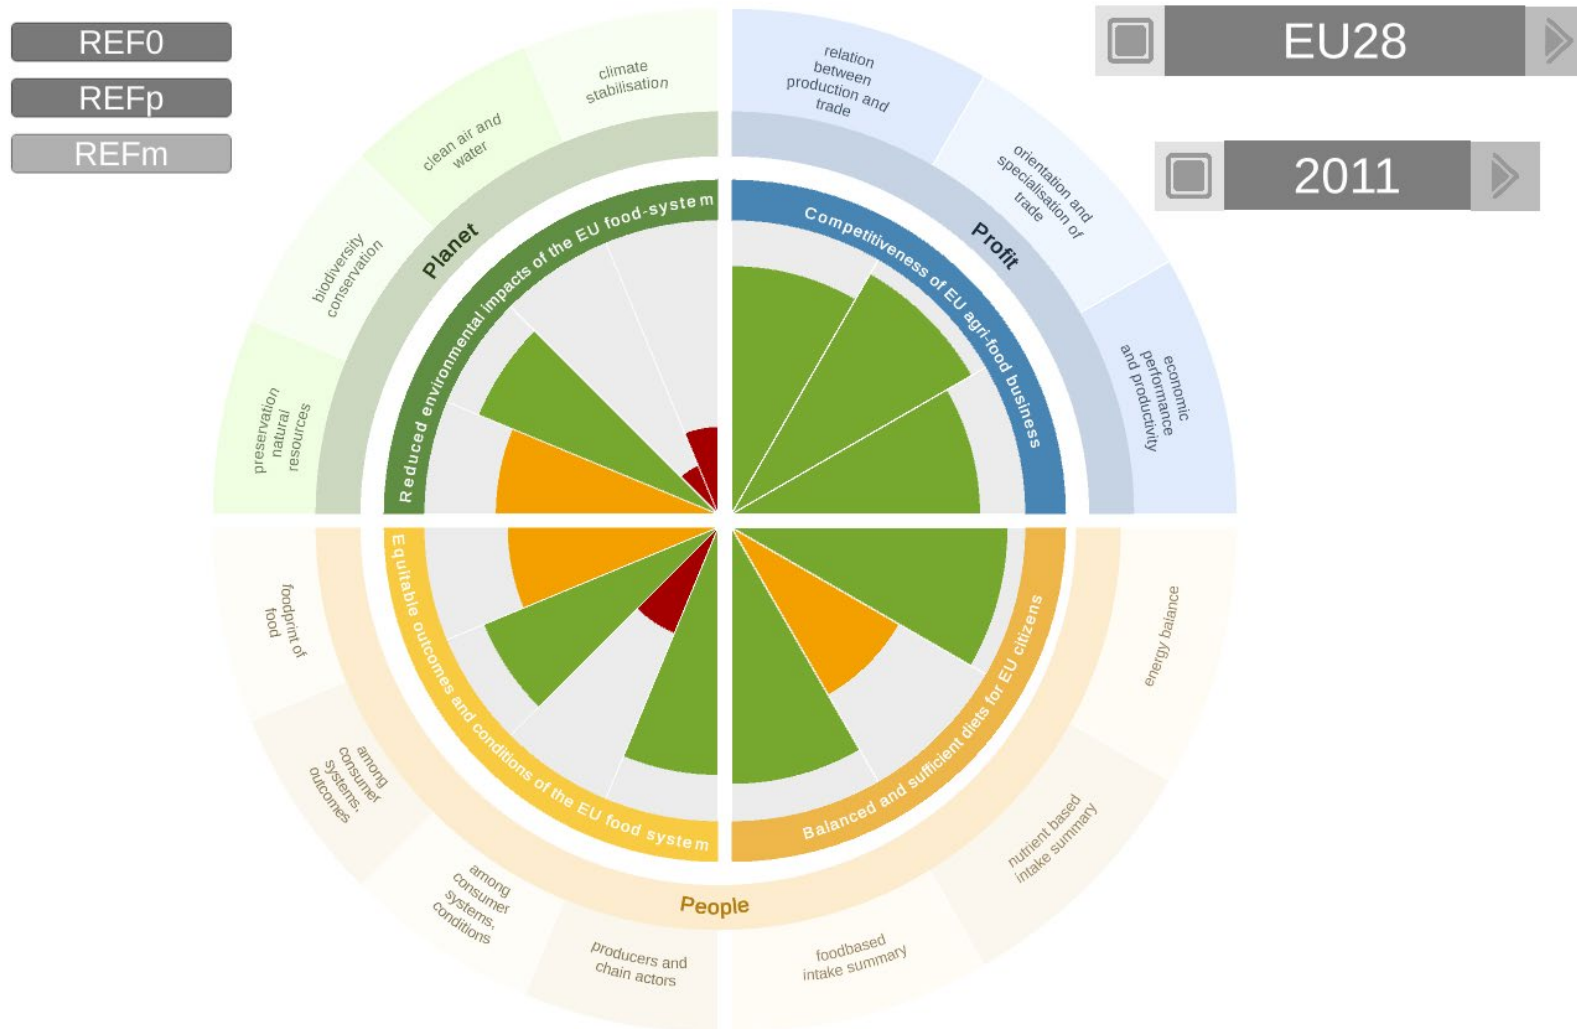 REF0
REFp
REFm
EU28
2011
climate
stabilisation
clean air and
water
biodiversity
conservation
preservation
natural
resources
Planet
Reduced environmental impacts of the EU food-system
relation
between
production and
trade
orientation and
specialisation of
trade
economic
performance
and productivity
Profit
Competitiveness of EU agri-food business
foodprint of
food
among
consumer
systems,
outcomes
among
consumer
systems,
conditions
producers and
chain actors
Equitable outcomes and conditions of the EU food system
People
energy balance
nutrient based
intake summary
foodbased
intake summary
Balanced and sufficient diets for EU citizens